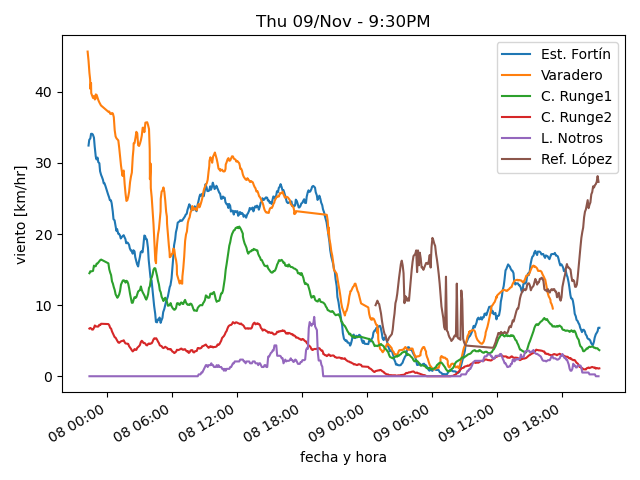 Thu 09/Nov - 9:30PM
Est. Fortín
Varadero
C. Runge1
C. Runge2
L. Notros
Ref. López
viento [km/hr]
40
30
20
10
0
08 00:00
08 06:00
08 12:00
08 18:00
09 00:00
09 06:00
09 12:00
09 18:00
fecha y hora